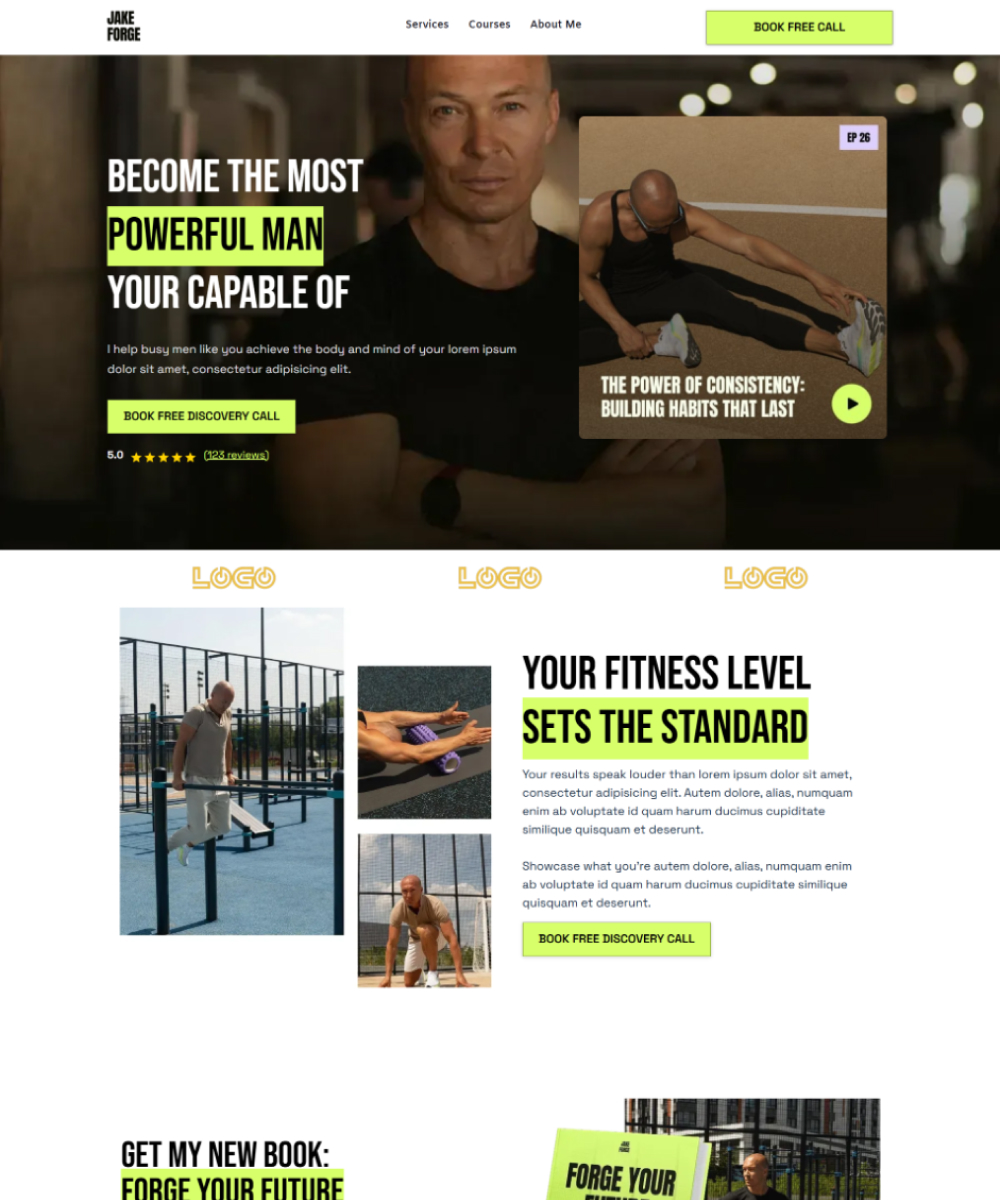 JAKE
FORGE
Services Courses About Me
BOOK FREE CALL
BECOME THE MOST
POWERFUL MAN
YOUR CAPABLE OF
I help busy men like you achieve the body and mind of your lorem ipsum
dolor sit amet, consectetur adipisicing elit.
BOOK FREE DISCOVERY CALL
5.0 (123 reviews)
EP 26
THE POWER OF CONSISTENCY:
BUILDING HABITS THAT LAST
LOGO LOGO LOGO
YOUR FITNESS LEVEL
SETS THE STANDARD
Your results speak louder than lorem ipsum dolor sit amet,
consectetur adipisicing elit. Autem dolore, alias, numquam
enim ab voluptate id quam harum ducimus cupiditate
similique quisquam et deserunt.
Showcase what you're autem dolore, alias, numquam enim
ab voluptate id quam harum ducimus cupiditate similique
quisquam et deserunt.
BOOK FREE DISCOVERY CALL
GET MY NEW BOOK:
FORGE YOUR FUTURE
JAKE
FORGE
FORGE YOUR